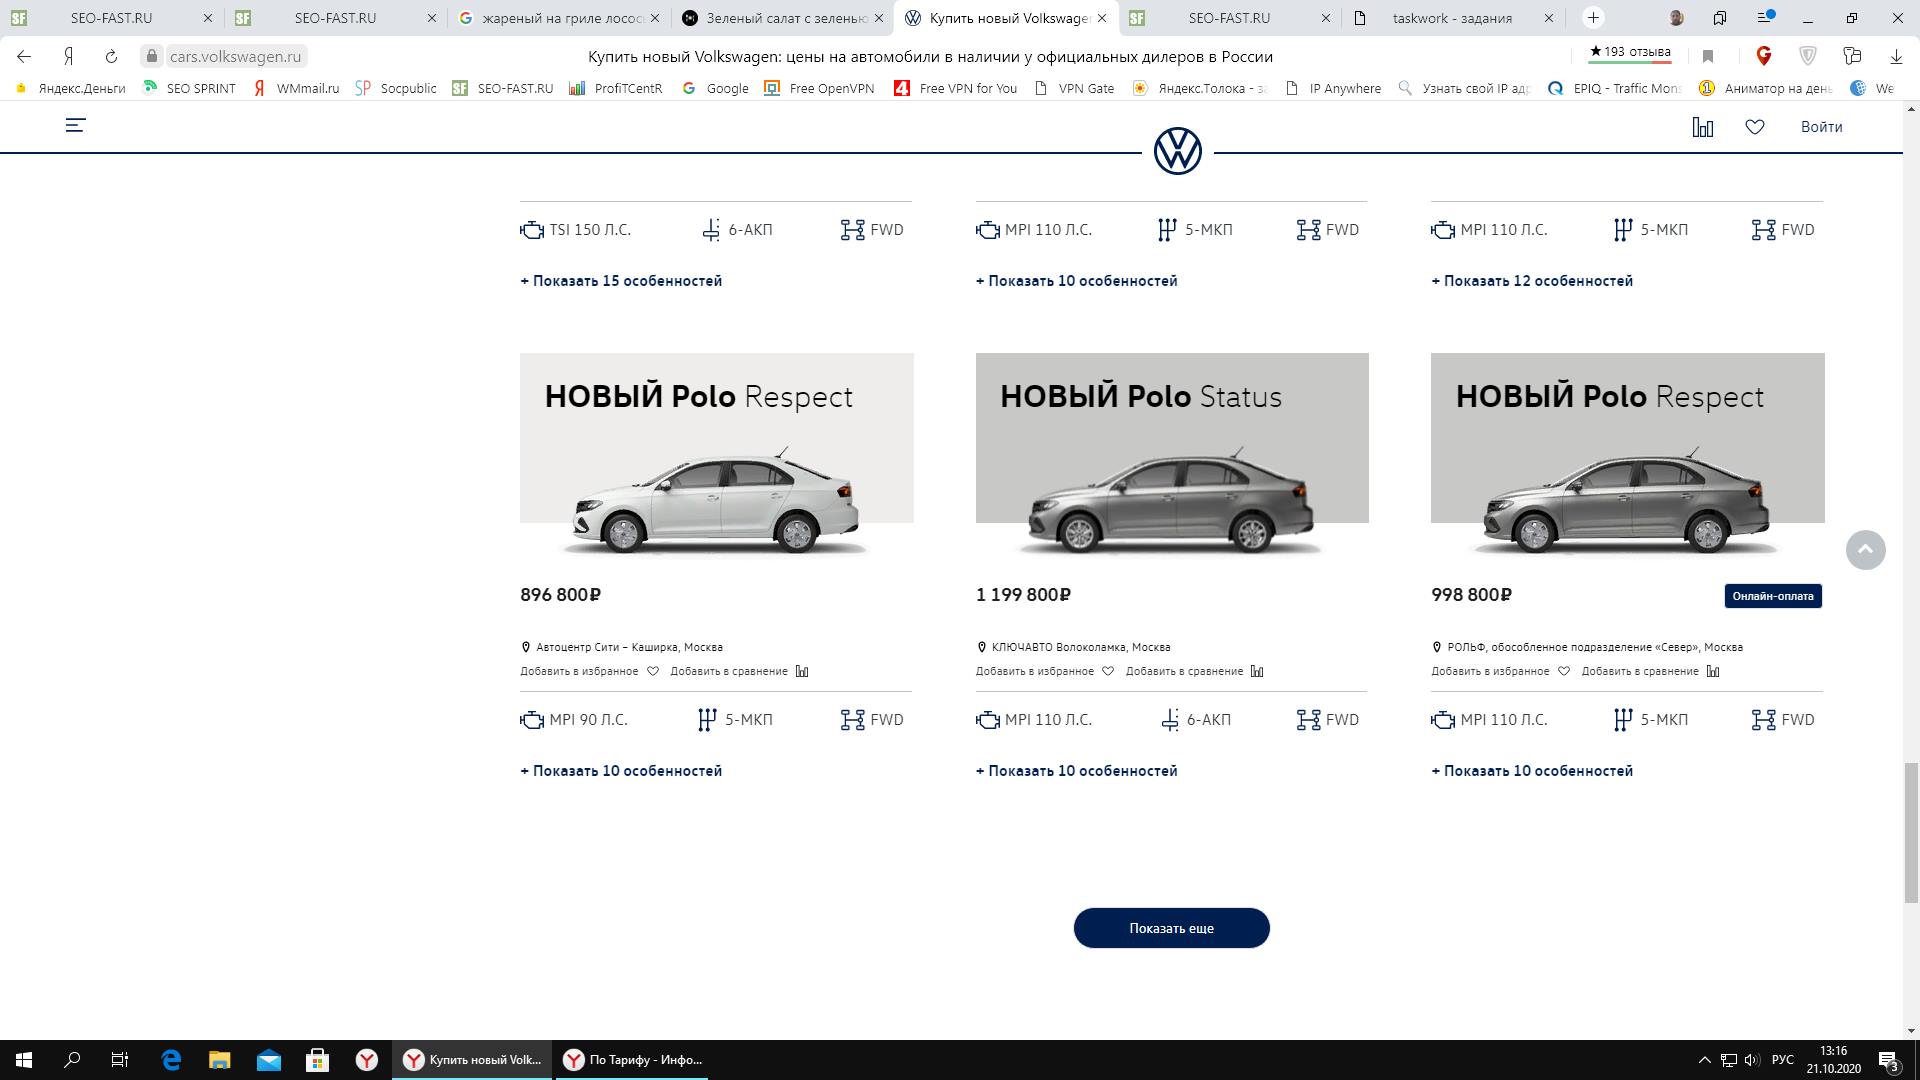 SEO-FAST.RU
SEO-FAST.RU
жареный на гриле лосось
Зеленый салат с зеленью
Купить новый Volkswagen
SEO-FAST.RU
taskwork - задания
cars.volkswagen.ru
Купить новый Volkswagen: цены на автомобили в наличии у официальных дилеров в России
★193 отзыва
Яндекс.Деньги
SEO SPRINT
WMmail.ru
Socpublic
SEO-FAST.RU
ProfiTCentR
Google
Free OpenVPN
Free VPN for You
VPN Gate
Яндекс.Толока - за
IP Anywhere
Узнать свой IP адр
EPIQ - Traffic Mons
Аниматор на день
We
Войти
TSI 150 Л.С. 6-АКП FWD
MPI 110 Л.С. 5-МКП FWD
MPI 110 Л.С. 5-МКП FWD
+ Показать 15 особенностей
+ Показать 10 особенностей
+ Показать 12 особенностей
НОВЫЙ Polo Respect
896 800₽
Автоцентр Сити – Каширка, Москва
Добавить в избранное Добавить в сравнение
MPI 90 Л.С. 5-МКП FWD
+ Показать 10 особенностей
НОВЫЙ Polo Status
1 199 800₽
КЛЮЧАВТО Волоколамка, Москва
Добавить в избранное Добавить в сравнение
MPI 110 Л.С. 6-АКП FWD
+ Показать 10 особенностей
НОВЫЙ Polo Respect
998 800₽ Онлайн-оплата
РОЛЬФ, обособленное подразделение «Север», Москва
Добавить в избранное Добавить в сравнение
MPI 110 Л.С. 5-МКП FWD
+ Показать 10 особенностей
Показать еще
Купить новый Volk...
По Тарифу - Инфо...
РУС
13:16
21.10.2020
3